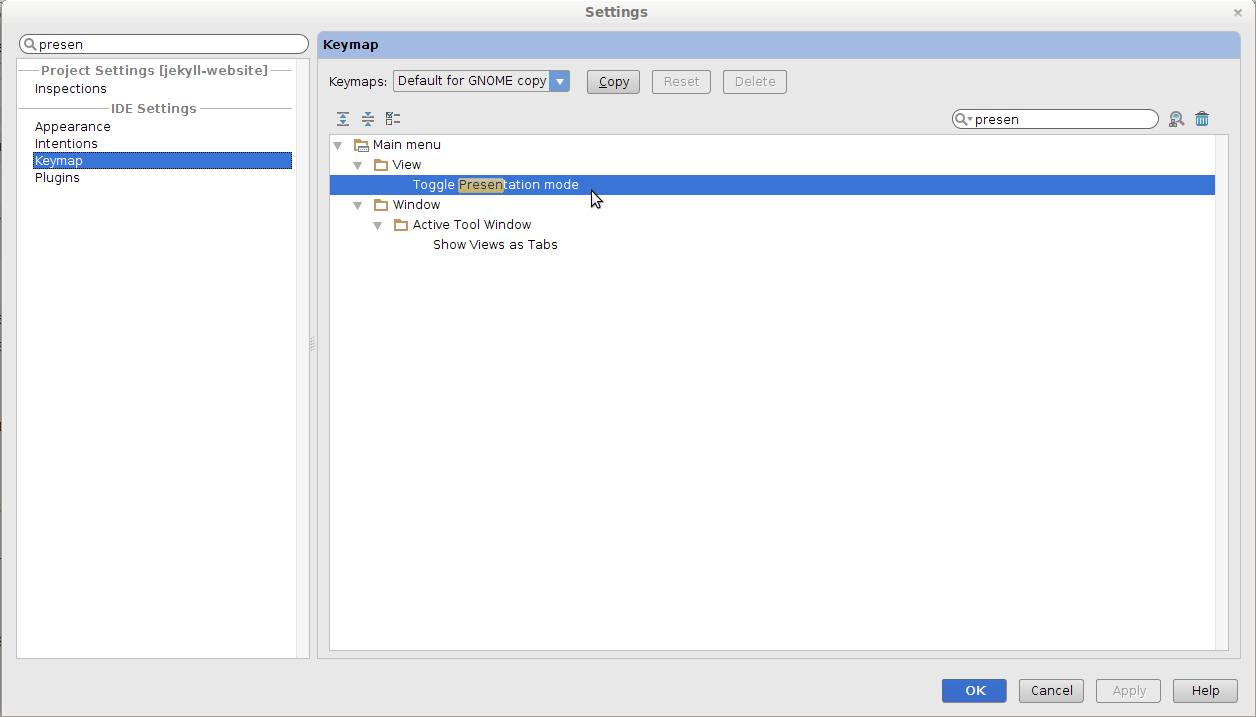 Settings
presen
Project Settings [jekyll-website]
Inspections
IDE Settings
Appearance
Intentions
Keymap
Plugins
Keymap
Keymaps: Default for GNOME copy Copy Reset Delete
presen
Main menu
View
Toggle Presentation mode
Window
Active Tool Window
Show Views as Tabs
OK Cancel Apply Help